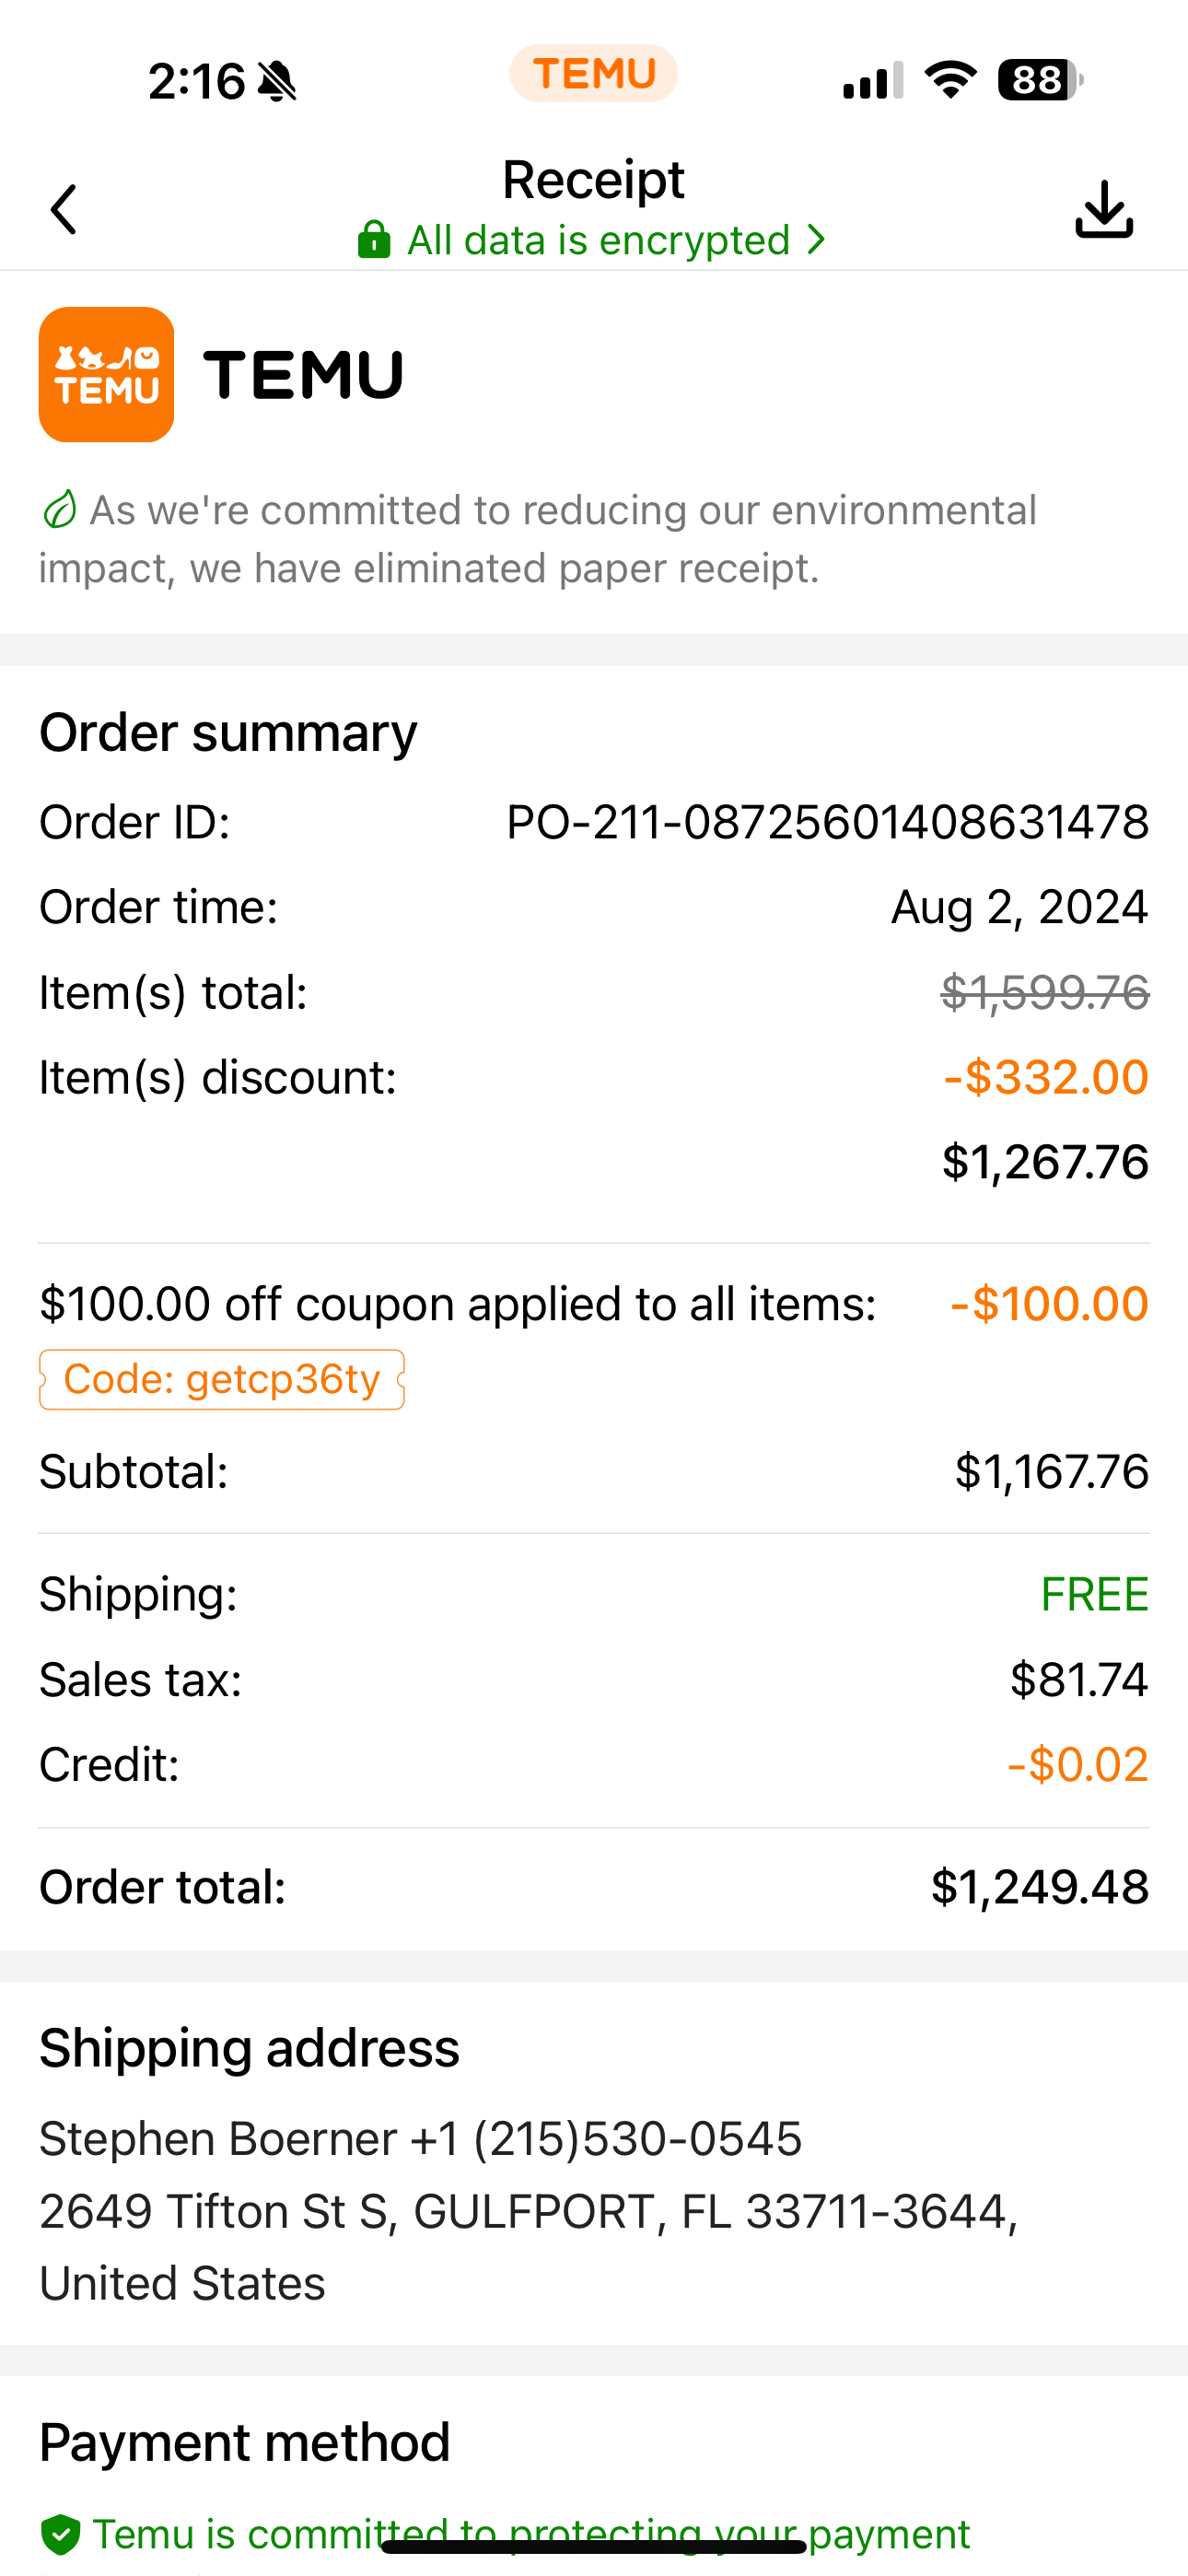 2:16
TEMU
88
Receipt
All data is encrypted >
TEMU
TEMU
As we're committed to reducing our environmental
impact, we have eliminated paper receipt.
Order summary
Order ID: PO-211-08725601408631478
Order time: Aug 2, 2024
Item(s) total: $1,599.76
Item(s) discount: -$332.00
$1,267.76
$100.00 off coupon applied to all items: -$100.00
Code: getcp36ty
Subtotal: $1,167.76
Shipping: FREE
Sales tax: $81.74
Credit: -$0.02
Order total: $1,249.48
Shipping address
Stephen Boerner +1 (215)530-0545
2649 Tifton St S, GULFPORT, FL 33711-3644,
United States
Payment method
Temu is committed to protecting your payment